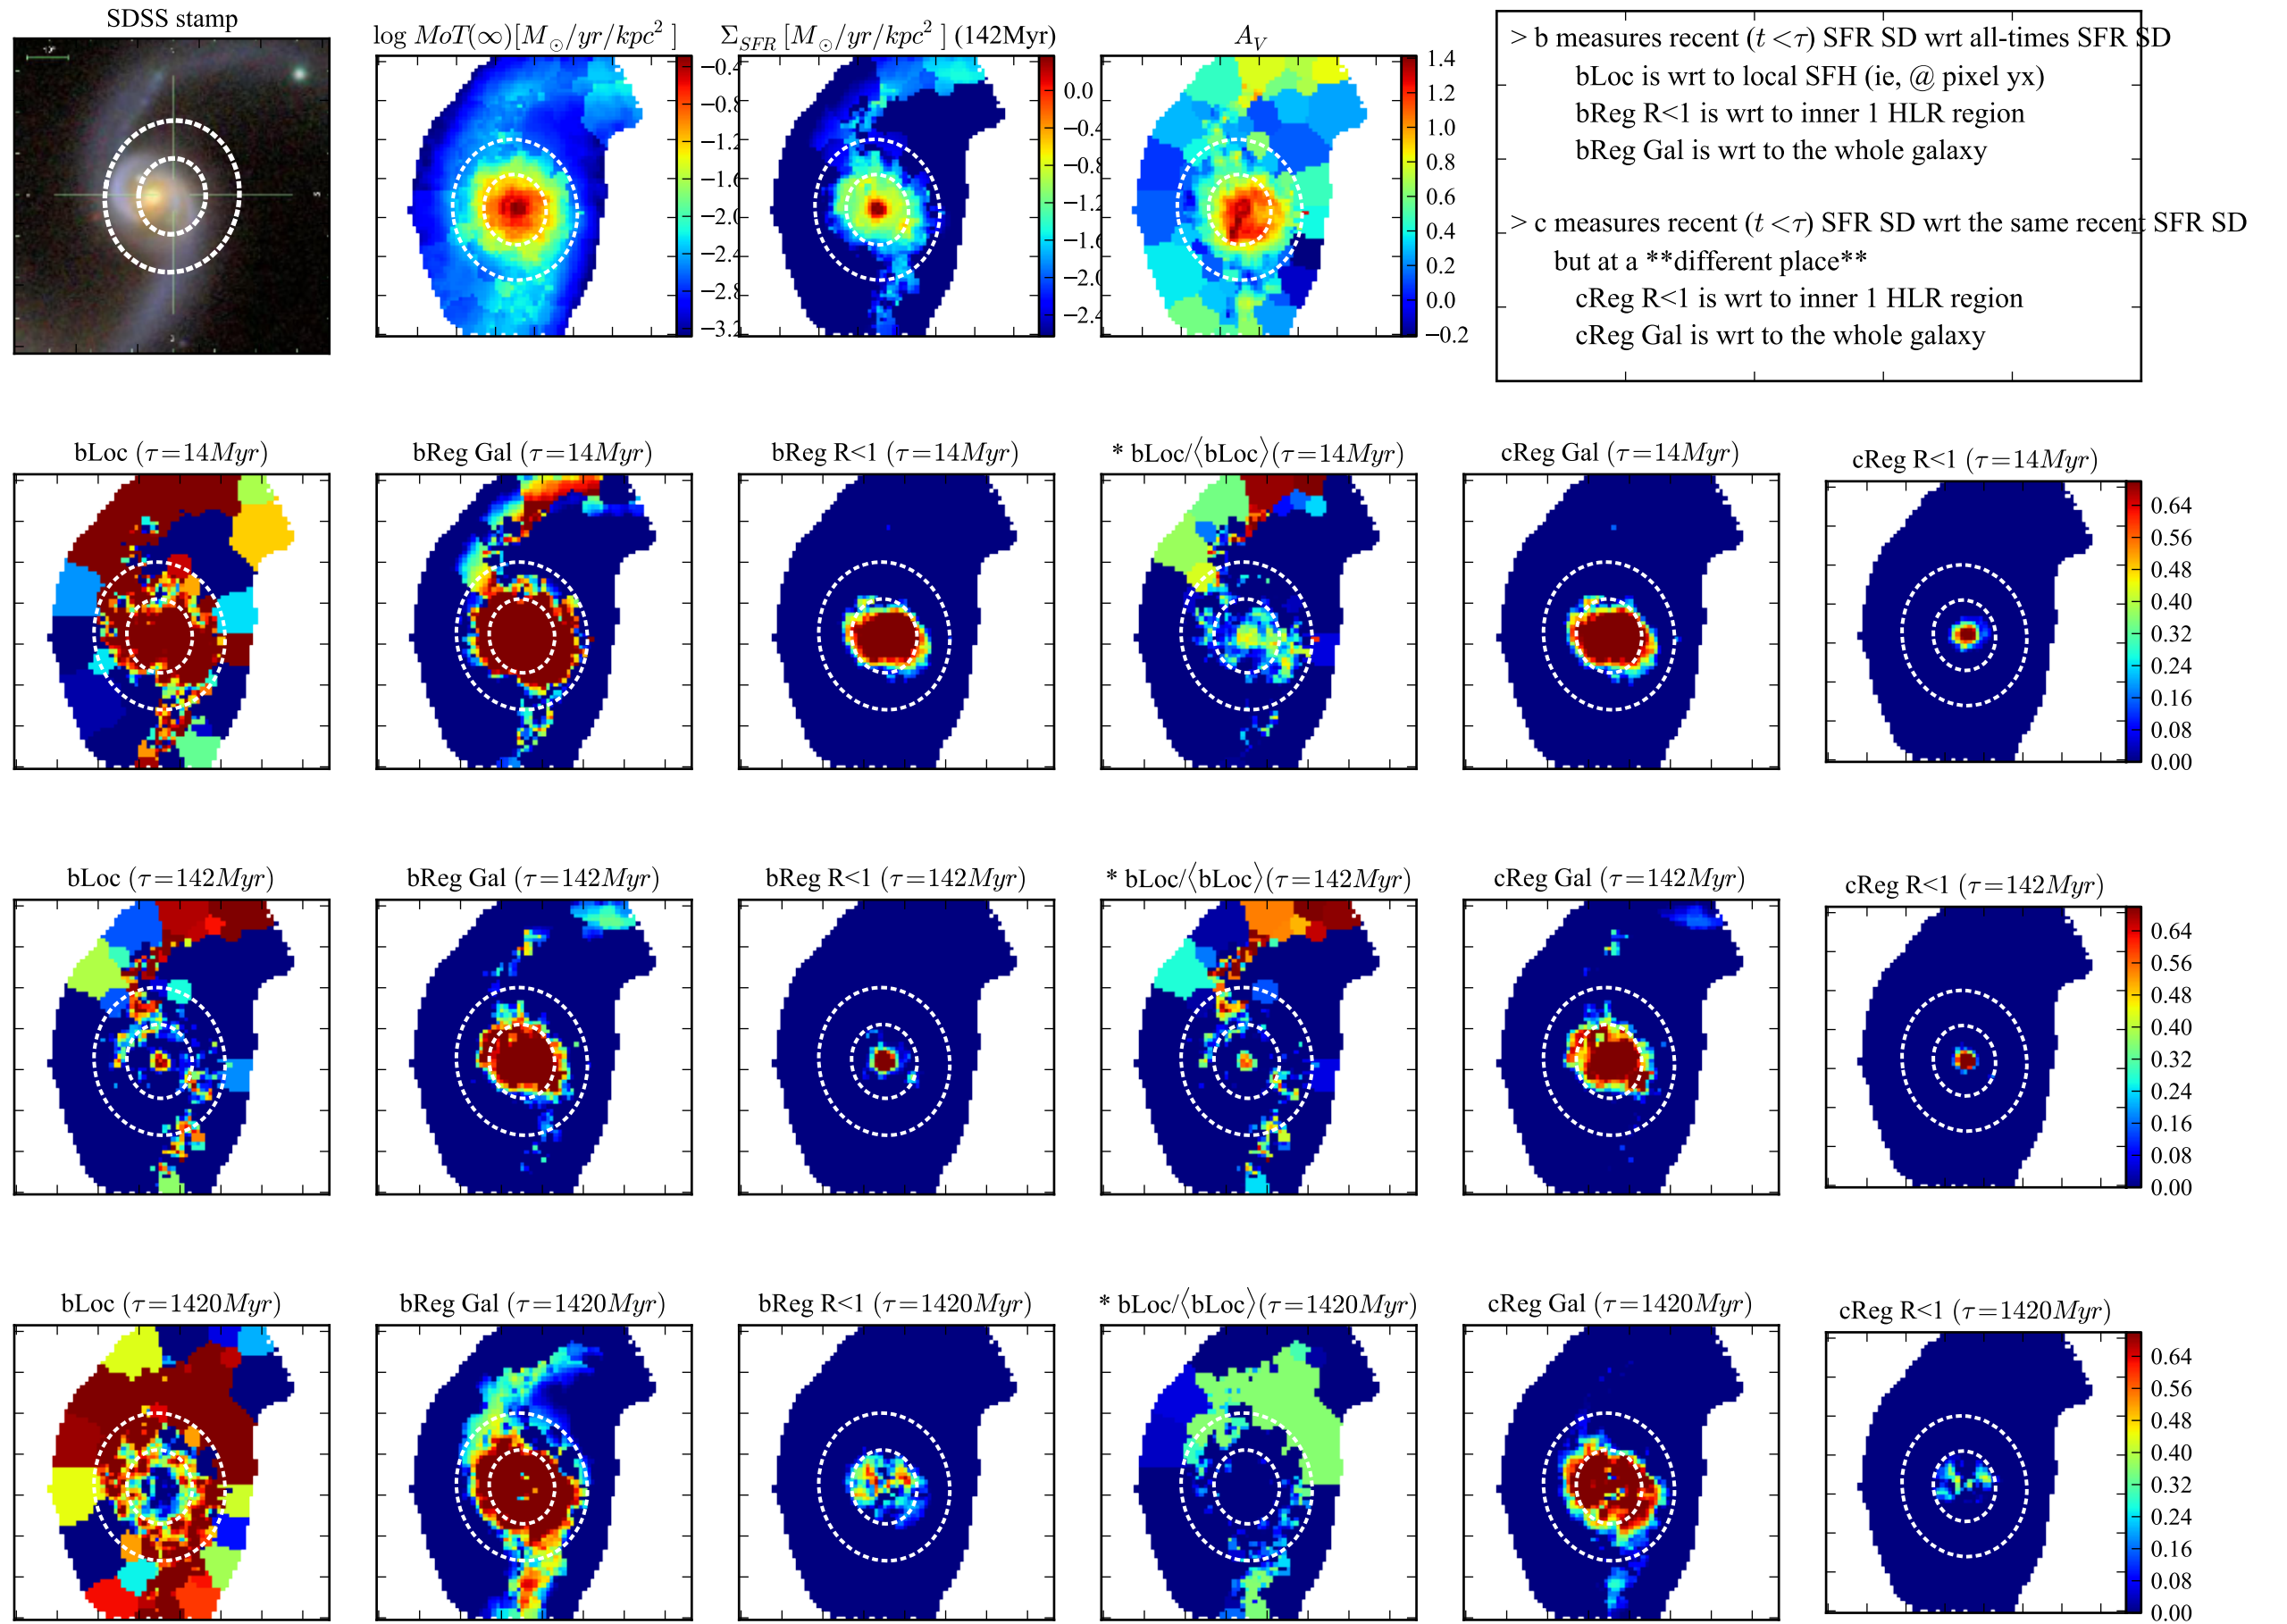 SDSS stamp
log MoT(∞)[M⊙/yr/kpc² ]
Σ_SFR [M⊙/yr/kpc² ] (142Myr)
A_V
−0.4
−0.8
−1.2
−1.6
−2.0
−2.4
−2.8
−3.2
0.0
−0.4
−0.8
−1.2
−1.6
−2.0
−2.4
1.4
1.2
1.0
0.8
0.6
0.4
0.2
0.0
−0.2
> b measures recent (t <τ) SFR SD wrt all-times SFR SD
bLoc is wrt to local SFH (ie, @ pixel yx)
bReg R<1 is wrt to inner 1 HLR region
bReg Gal is wrt to the whole galaxy
> c measures recent (t <τ) SFR SD wrt the same recent SFR SD
but at a **different place**
cReg R<1 is wrt to inner 1 HLR region
cReg Gal is wrt to the whole galaxy
bLoc (τ=14Myr)
bReg Gal (τ=14Myr)
bReg R<1 (τ=14Myr)
* bLoc/⟨bLoc⟩(τ=14Myr)
cReg Gal (τ=14Myr)
cReg R<1 (τ=14Myr)
0.64
0.56
0.48
0.40
0.32
0.24
0.16
0.08
0.00
bLoc (τ=142Myr)
bReg Gal (τ=142Myr)
bReg R<1 (τ=142Myr)
* bLoc/⟨bLoc⟩(τ=142Myr)
cReg Gal (τ=142Myr)
cReg R<1 (τ=142Myr)
0.64
0.56
0.48
0.40
0.32
0.24
0.16
0.08
0.00
bLoc (τ=1420Myr)
bReg Gal (τ=1420Myr)
bReg R<1 (τ=1420Myr)
* bLoc/⟨bLoc⟩(τ=1420Myr)
cReg Gal (τ=1420Myr)
cReg R<1 (τ=1420Myr)
0.64
0.56
0.48
0.40
0.32
0.24
0.16
0.08
0.00